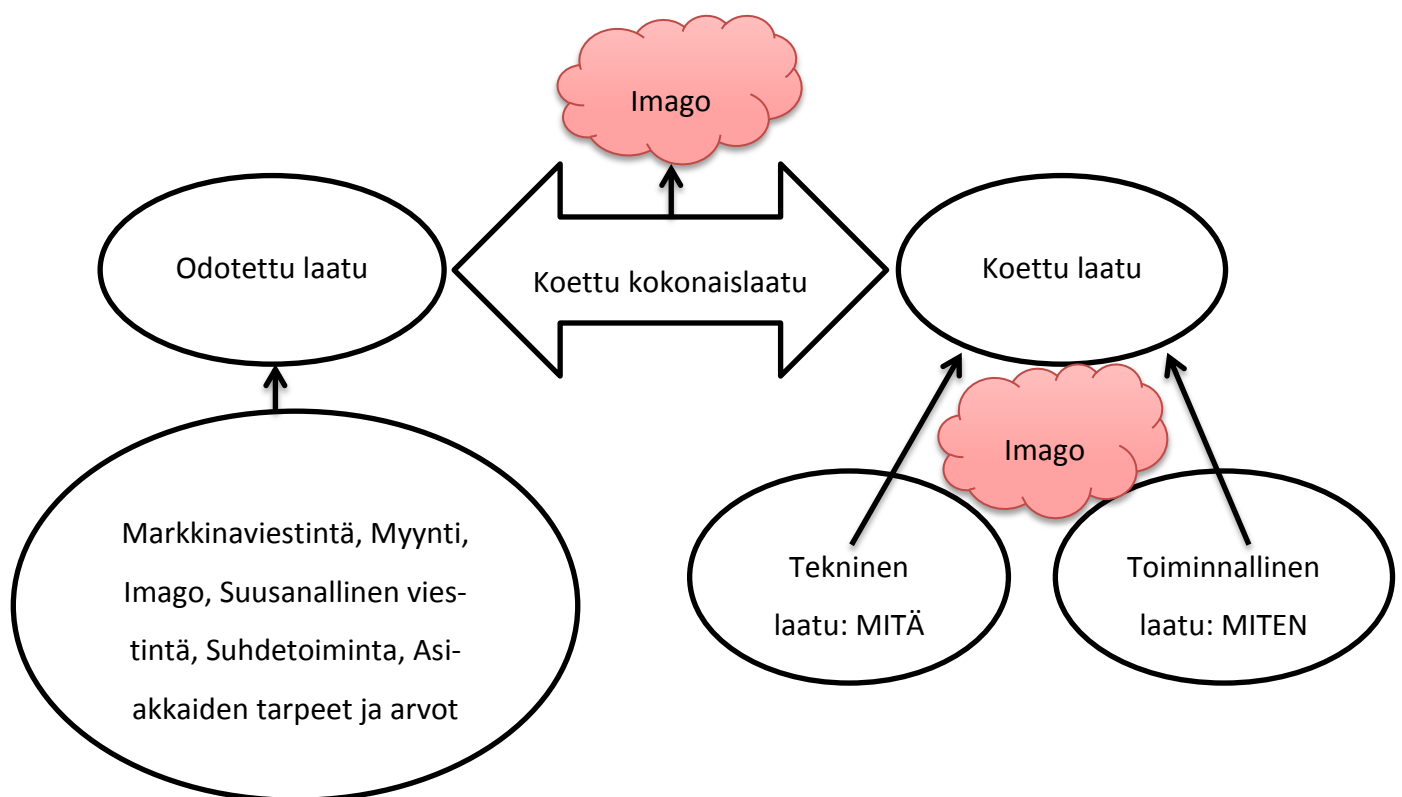 Imago
Odotettu laatu
Koettu kokonaislaatu
Koettu laatu
Imago
Markkinaviestintä, Myynti,
Imago, Suusanallinen vies-
tintä, Suhdetoiminta, Asi-
akkaiden tarpeet ja arvot
Tekninen
laatu: MITÄ
Toiminnallinen
laatu: MITEN